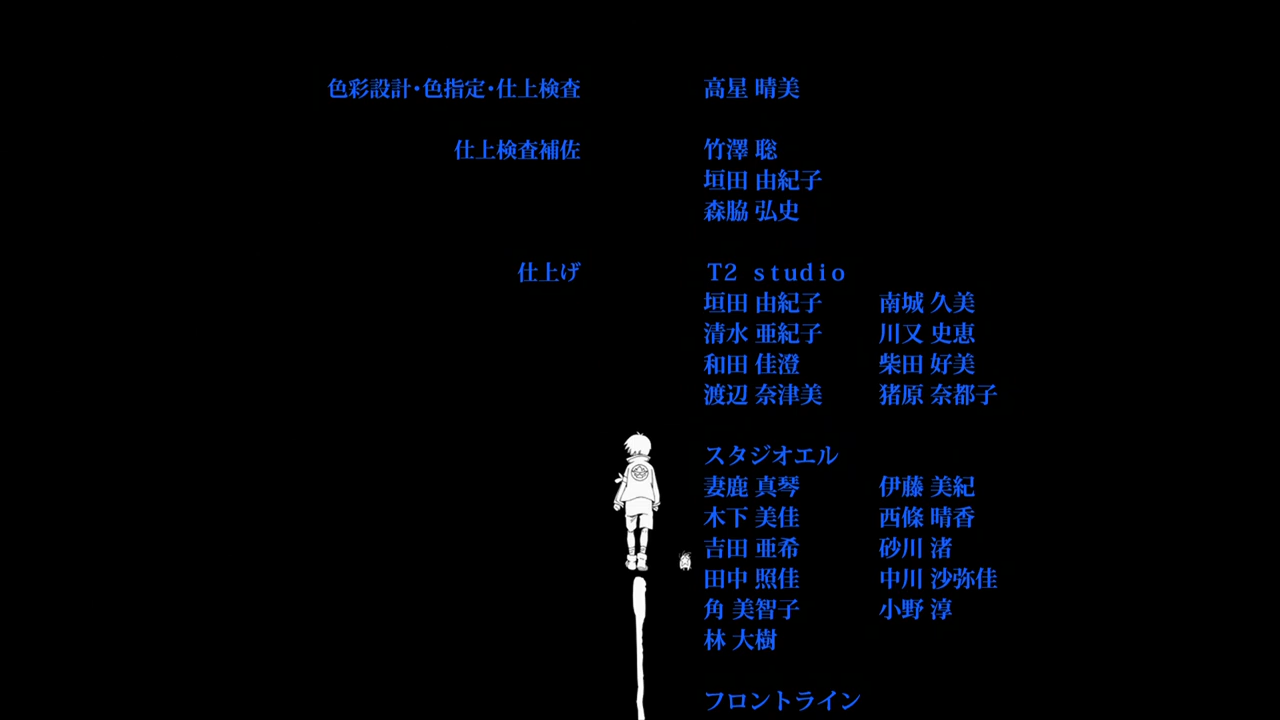 色彩設計・色指定・仕上検査 高星 晴美
仕上検査補佐 竹澤 聡
垣田 由紀子
森脇 弘史
仕上げ T2 studio
垣田 由紀子 南城 久美
清水 亜紀子 川又 史恵
和田 佳澄 柴田 好美
渡辺 奈津美 猪原 奈都子
スタジオエル
妻鹿 真琴 伊藤 美紀
木下 美佳 西條 晴香
吉田 亜希 砂川 渚
田中 照佳 中川 沙弥佳
角 美智子 小野 淳
林 大樹
フロントライン